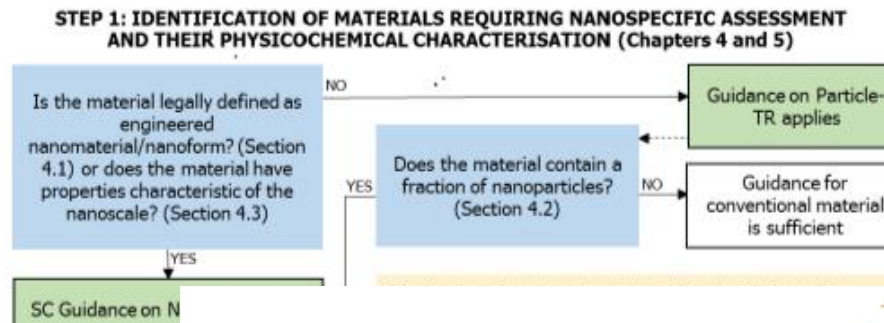 STEP 1: IDENTIFICATION OF MATERIALS REQUIRING NANOSPECIFIC ASSESSMENT
AND THEIR PHYSICOCHEMICAL CHARACTERISATION (Chapters 4 and 5)
Is the material legally defined as
engineered
nanomaterial/nanoform? (Section
4.1) or does the material have
properties characteristic of the
nanoscale? (Section 4.3)
NO
Guidance on Particle-
TR applies
Does the material contain a
fraction of nanoparticles?
(Section 4.2)
YES
NO
Guidance for
conventional material
is sufficient
YES
SC Guidance on N